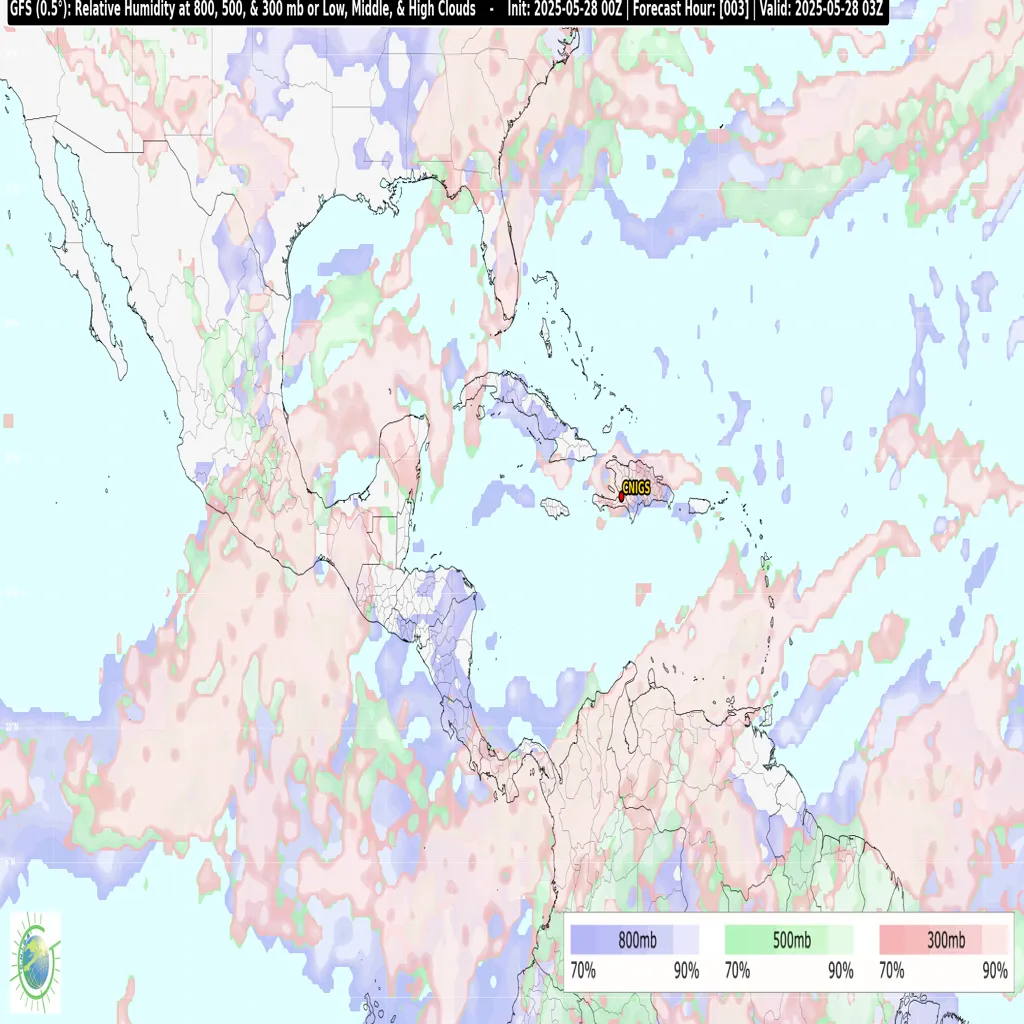 GFS (0.5°): Relative Humidity at 800, 500, & 300 mb or Low, Middle, & High Clouds - Init: 2025-05-28 00Z | Forecast Hour: [003] | Valid: 2025-05-28 03Z
CNIGS
10°N
5°N
800mb 500mb 300mb
70% 90% 70% 90% 70% 90%